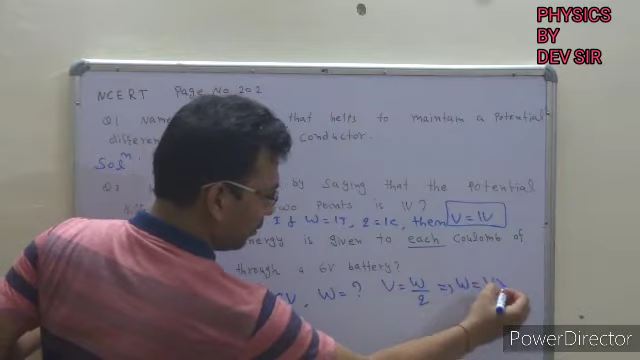 PHYSICS
BY
DEV SIR
NCERT Page No 202
Q1 Name that helps to maintain a potential
conductor.
Solⁿ.
by saying that the potential
two points is 1V?
If W=1J, q=1C, then V=1V
energy is given to each Coulomb of
through a 6V battery?
6V, W=? V=W/q => W=V
PowerDirector